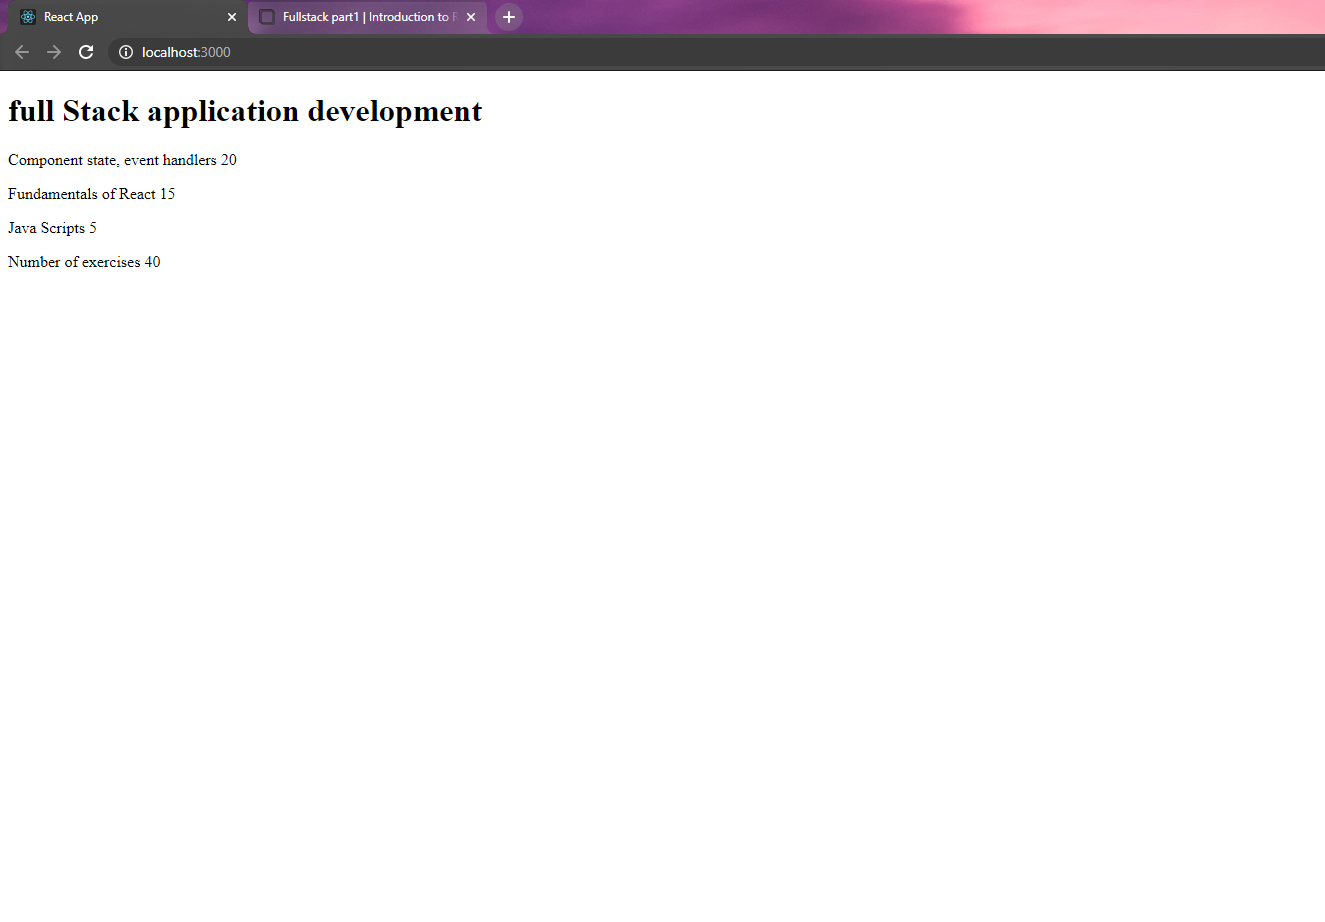 React App
Fullstack part1 | Introduction to R
localhost:3000
full Stack application development
Component state, event handlers 20
Fundamentals of React 15
Java Scripts 5
Number of exercises 40